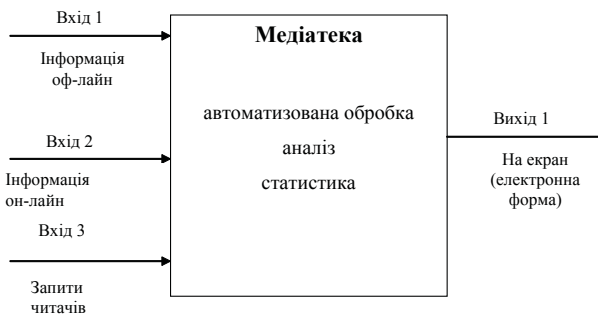 Вхід 1
Інформація
оф-лайн
Вхід 2
Інформація
он-лайн
Вхід 3
Запити
читачів
Медіатека
автоматизована обробка
аналіз
статистика
Вихід 1
На екран
(електронна
форма)